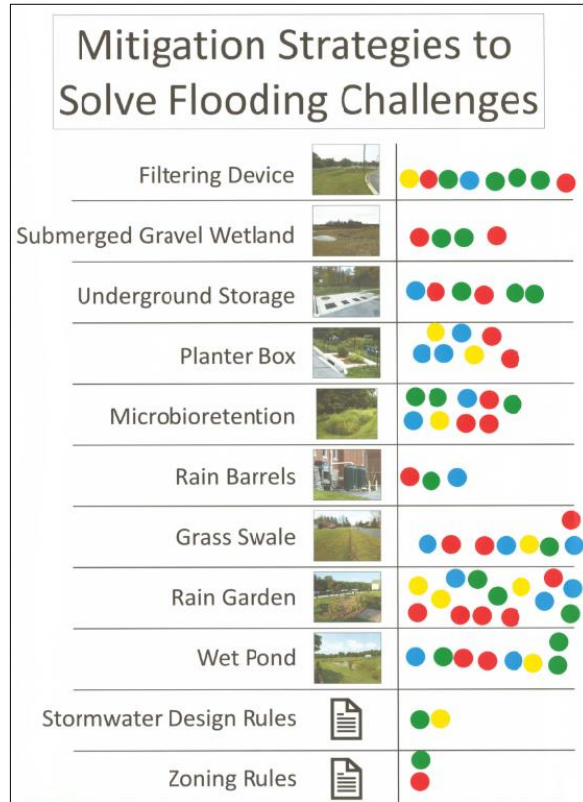 Mitigation Strategies to
Solve Flooding Challenges
Filtering Device
Submerged Gravel Wetland
Underground Storage
Planter Box
Microbioretention
Rain Barrels
Grass Swale
Rain Garden
Wet Pond
Stormwater Design Rules
Zoning Rules